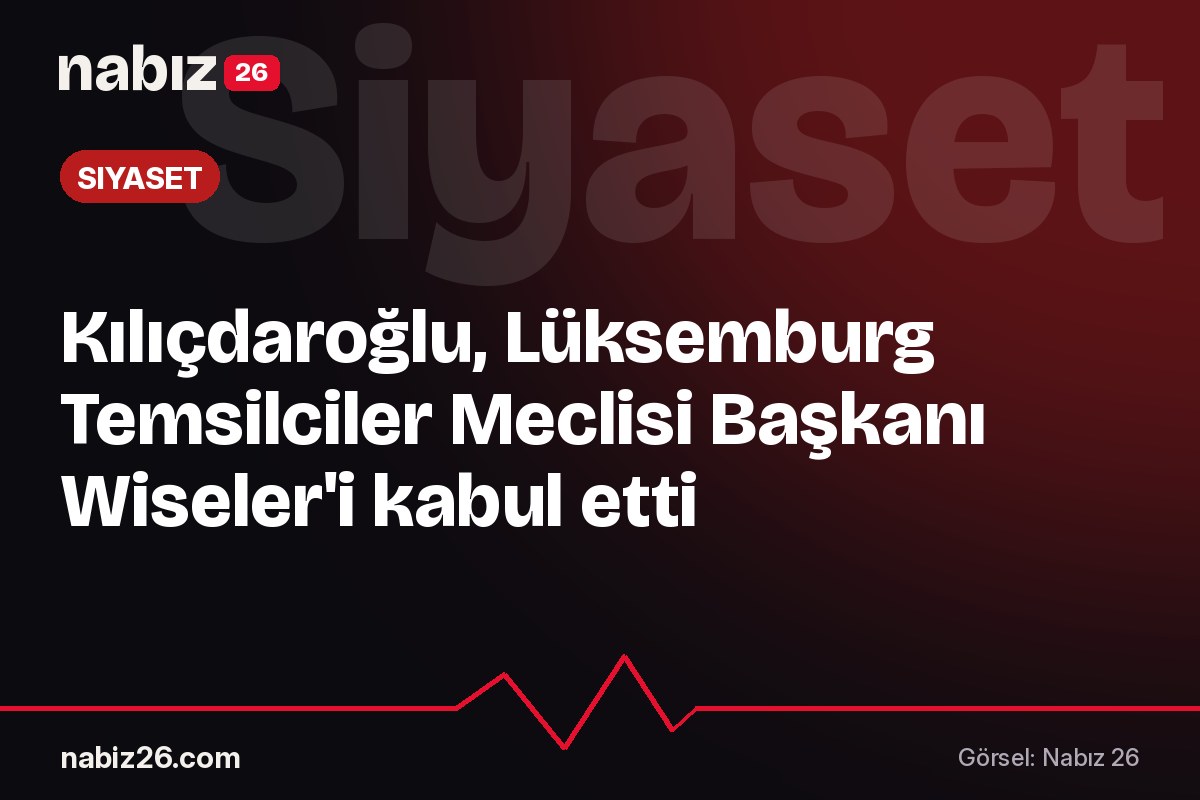 Siyaset
nabız 26
SIYASET
Kılıçdaroğlu, Lüksemburg
Temsilciler Meclisi Başkanı
Wiseler'i kabul etti
nabiz26.com
Görsel: Nabız 26